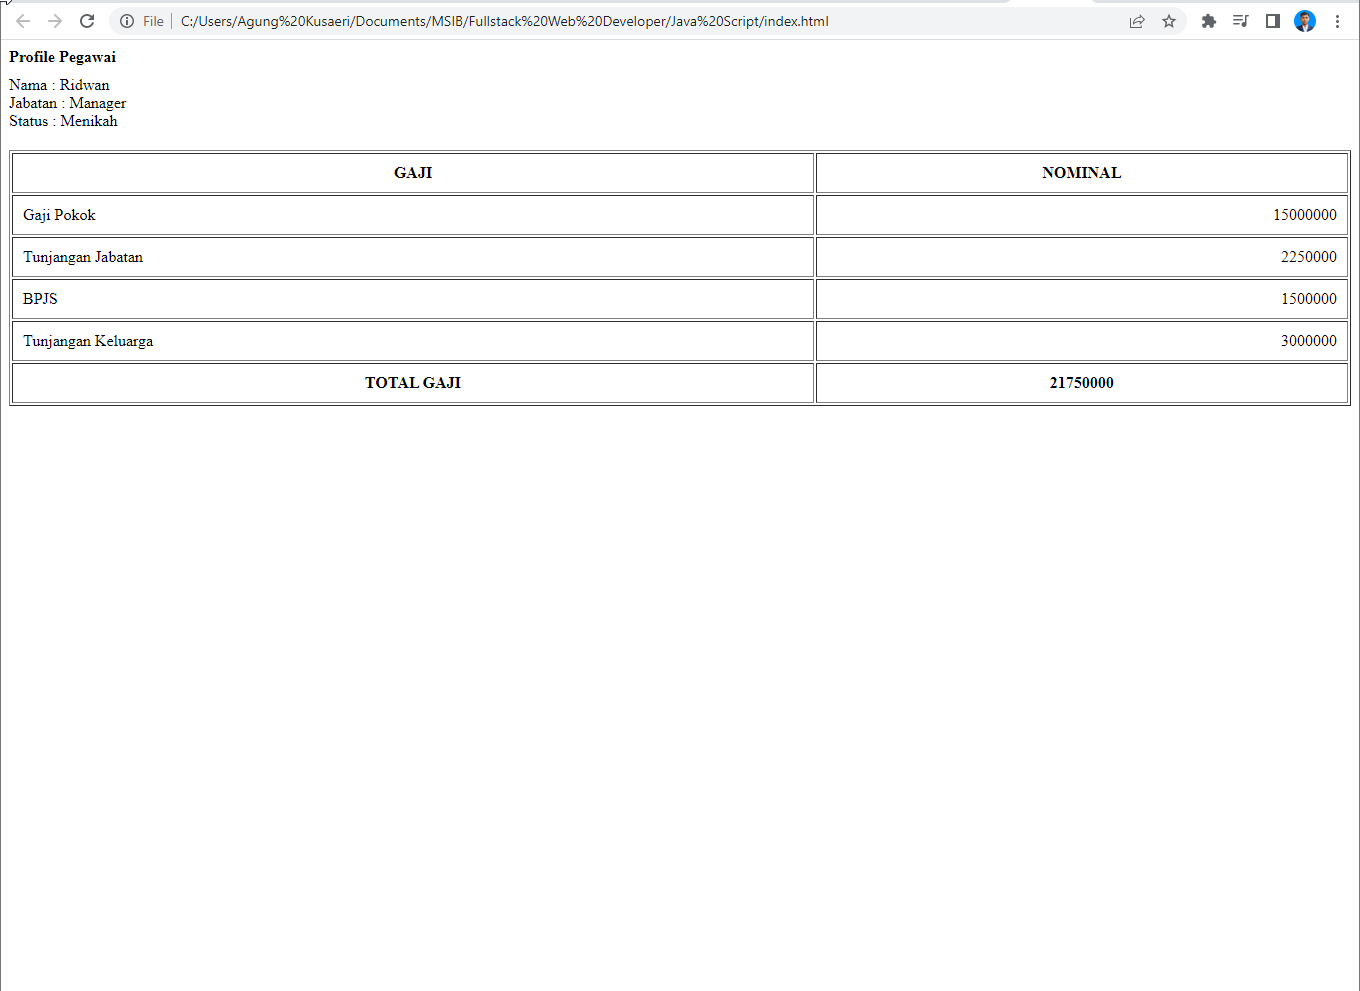 File C:/Users/Agung%20Kusaeri/Documents/MSIB/Fullstack%20Web%20Developer/Java%20Script/index.html
Profile Pegawai
Nama : Ridwan
Jabatan : Manager
Status : Menikah
GAJI NOMINAL
Gaji Pokok 15000000
Tunjangan Jabatan 2250000
BPJS 1500000
Tunjangan Keluarga 3000000
TOTAL GAJI 21750000